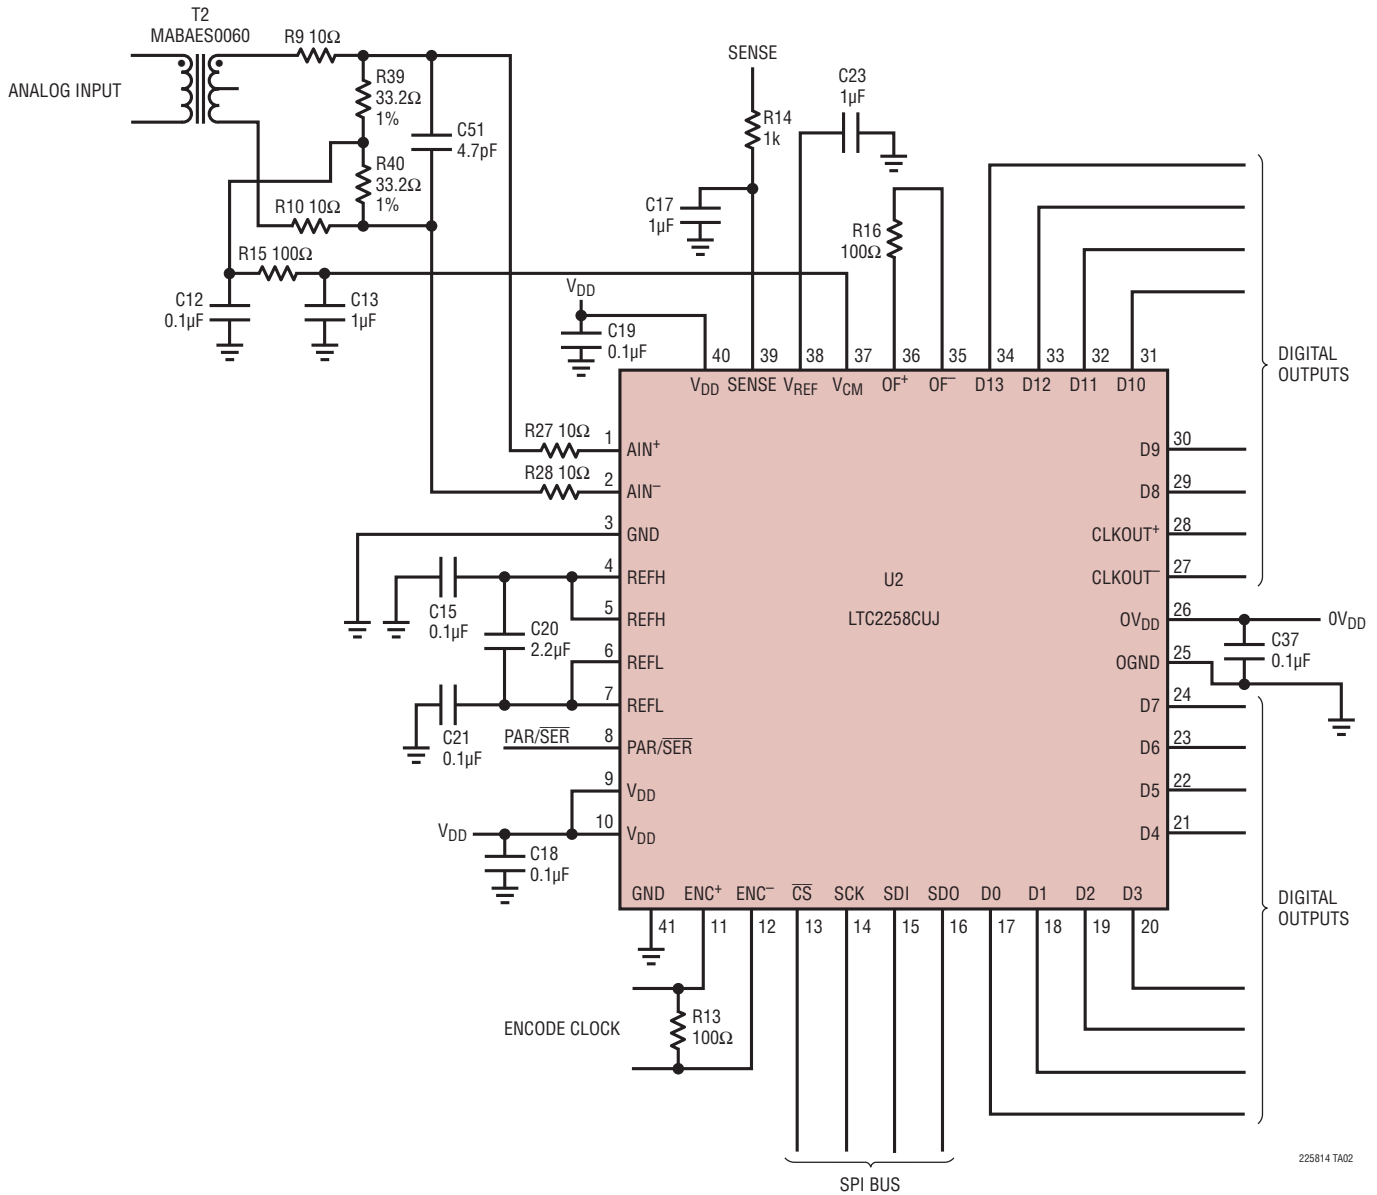 T2
MABAES0060
ANALOG INPUT
R9 10Ω
R39
33.2Ω
1%
R40
33.2Ω
1%
C51
4.7pF
R10 10Ω
R15 100Ω
C12
0.1µF
C13
1µF
SENSE
R14
1k
C17
1µF
C23
1µF
R16
100Ω
VDD
C19
0.1µF
40
39
38
37
36
35
34
33
32
31
VDD
SENSE
VREF
VCM
OF+
OF–
D13
D12
D11
D10
DIGITAL
OUTPUTS
R27 10Ω
1
AIN+
R28 10Ω
2
AIN–
3
GND
4
REFH
5
REFH
6
REFL
7
REFL
PAR/S̅E̅R̅
8
PAR/S̅E̅R̅
9
VDD
10
VDD
C15
0.1µF
C20
2.2µF
C21
0.1µF
VDD
C18
0.1µF
U2
LTC2258CUJ
D9
30
D8
29
CLKOUT+
28
CLKOUT–
27
OVDD
26
0VDD
C37
0.1µF
OGND
25
D7
24
D6
23
D5
22
D4
21
GND
ENC+
ENC–
C̅S̅
SCK
SDI
SDO
D0
D1
D2
D3
41
11
12
13
14
15
16
17
18
19
20
DIGITAL
OUTPUTS
ENCODE CLOCK
R13
100Ω
SPI BUS
225814 TA02